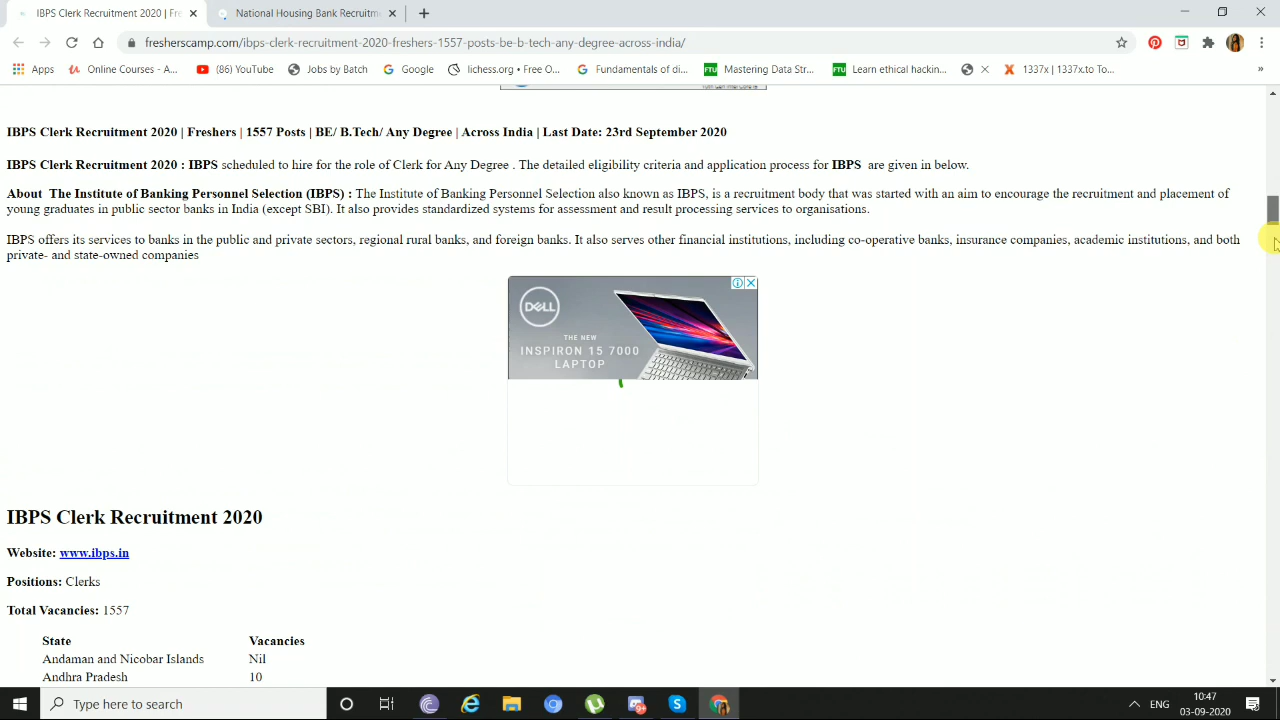 IBPS Clerk Recruitment 2020 | Fre
National Housing Bank Recruitm
fresherscamp.com/ibps-clerk-recruitment-2020-freshers-1557-posts-be-b-tech-any-degree-across-india/
Apps
Online Courses - A...
(86) YouTube
Jobs by Batch
Google
lichess.org • Free O...
Fundamentals of di...
FTU Mastering Data Str...
FTU Learn ethical hackin...
1337x | 1337x.to To...
IBPS Clerk Recruitment 2020 | Freshers | 1557 Posts | BE/ B.Tech/ Any Degree | Across India | Last Date: 23rd September 2020
IBPS Clerk Recruitment 2020 : IBPS scheduled to hire for the role of Clerk for Any Degree . The detailed eligibility criteria and application process for IBPS are given in below.
About The Institute of Banking Personnel Selection (IBPS) : The Institute of Banking Personnel Selection also known as IBPS, is a recruitment body that was started with an aim to encourage the recruitment and placement of
young graduates in public sector banks in India (except SBI). It also provides standardized systems for assessment and result processing services to organisations.
IBPS offers its services to banks in the public and private sectors, regional rural banks, and foreign banks. It also serves other financial institutions, including co-operative banks, insurance companies, academic institutions, and both
private- and state-owned companies
DELL
THE NEW
INSPIRON 15 7000
LAPTOP
IBPS Clerk Recruitment 2020
Website: www.ibps.in
Positions: Clerks
Total Vacancies: 1557
State Vacancies
Andaman and Nicobar Islands Nil
Andhra Pradesh 10
Type here to search
ENG
10:47
03-09-2020